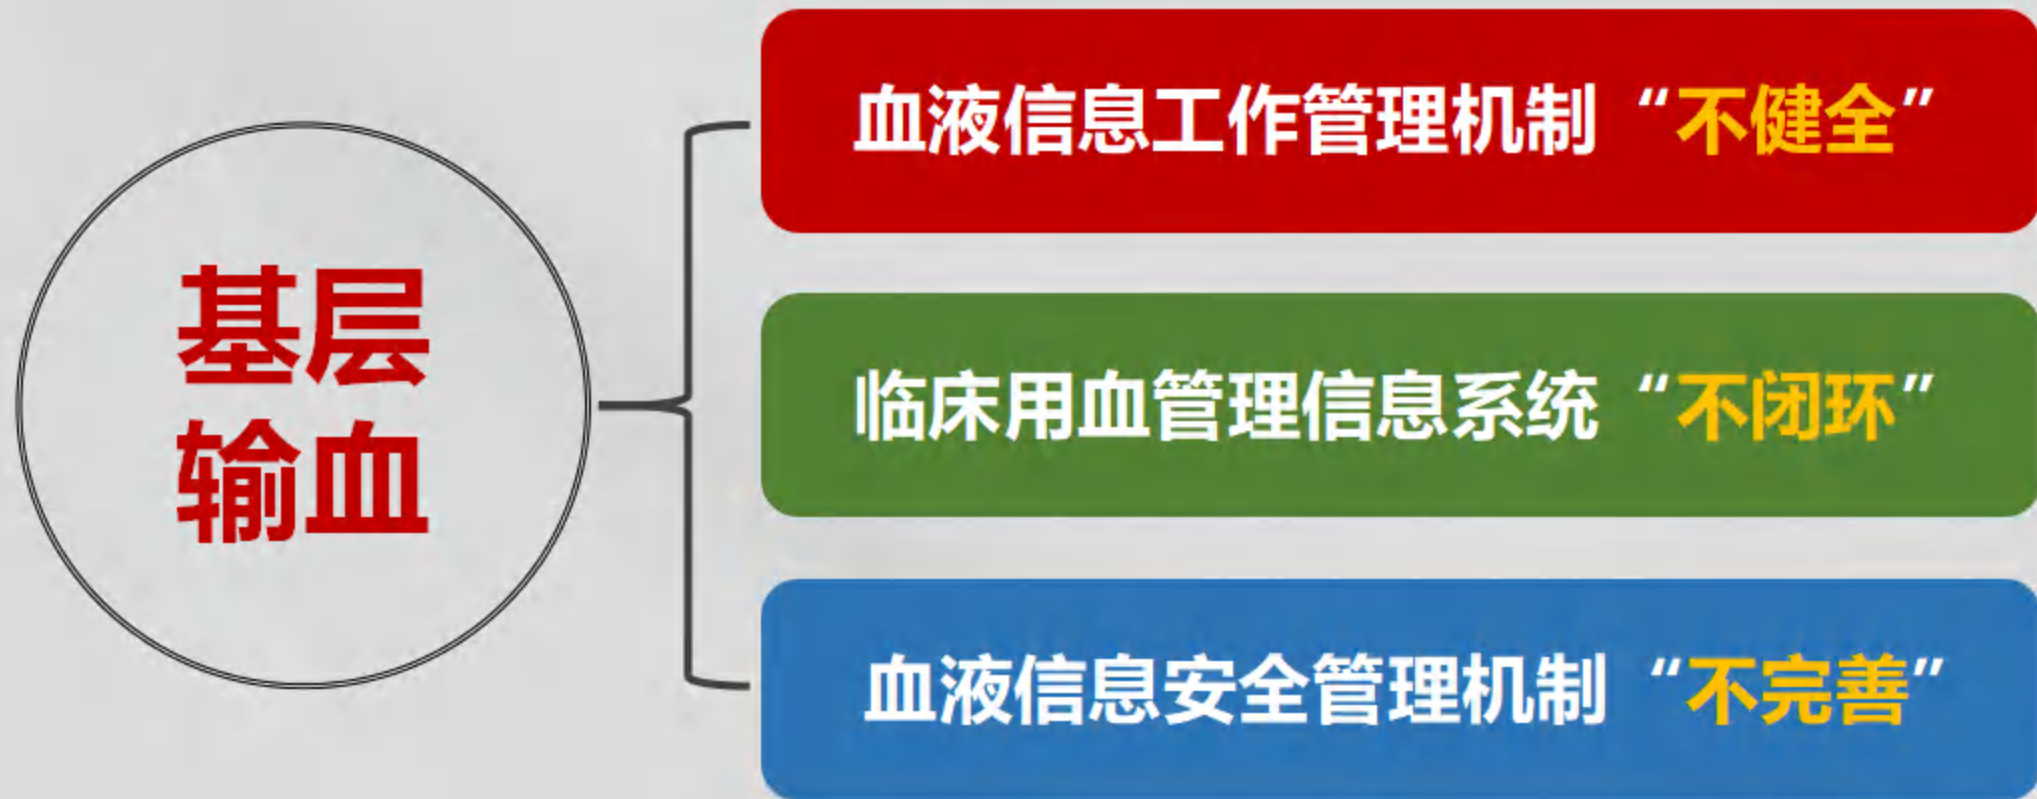 基层
输血
血液信息工作管理机制“不健全”
临床用血管理信息系统“不闭环”
血液信息安全管理机制“不完善”